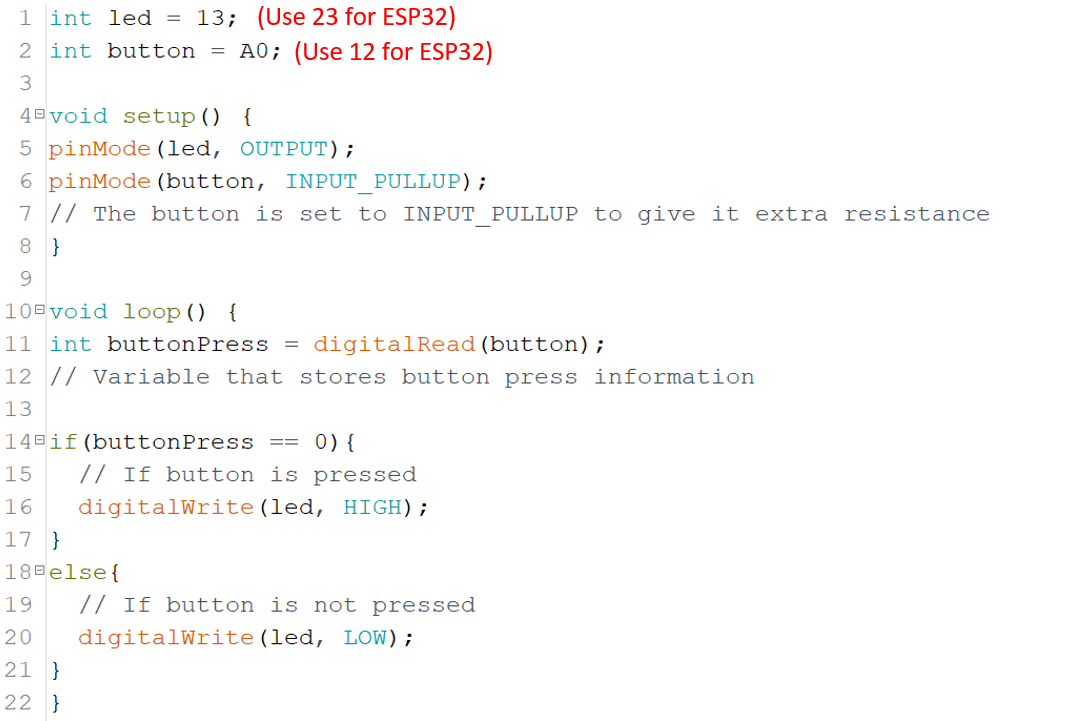 1 int led = 13; (Use 23 for ESP32)
2 int button = A0; (Use 12 for ESP32)
3
4 void setup() {
5 pinMode(led, OUTPUT);
6 pinMode(button, INPUT_PULLUP);
7 // The button is set to INPUT_PULLUP to give it extra resistance
8 }
9
10 void loop() {
11 int buttonPress = digitalRead(button);
12 // Variable that stores button press information
13
14 if(buttonPress == 0){
15   // If button is pressed
16   digitalWrite(led, HIGH);
17 }
18 else{
19   // If button is not pressed
20   digitalWrite(led, LOW);
21 }
22 }